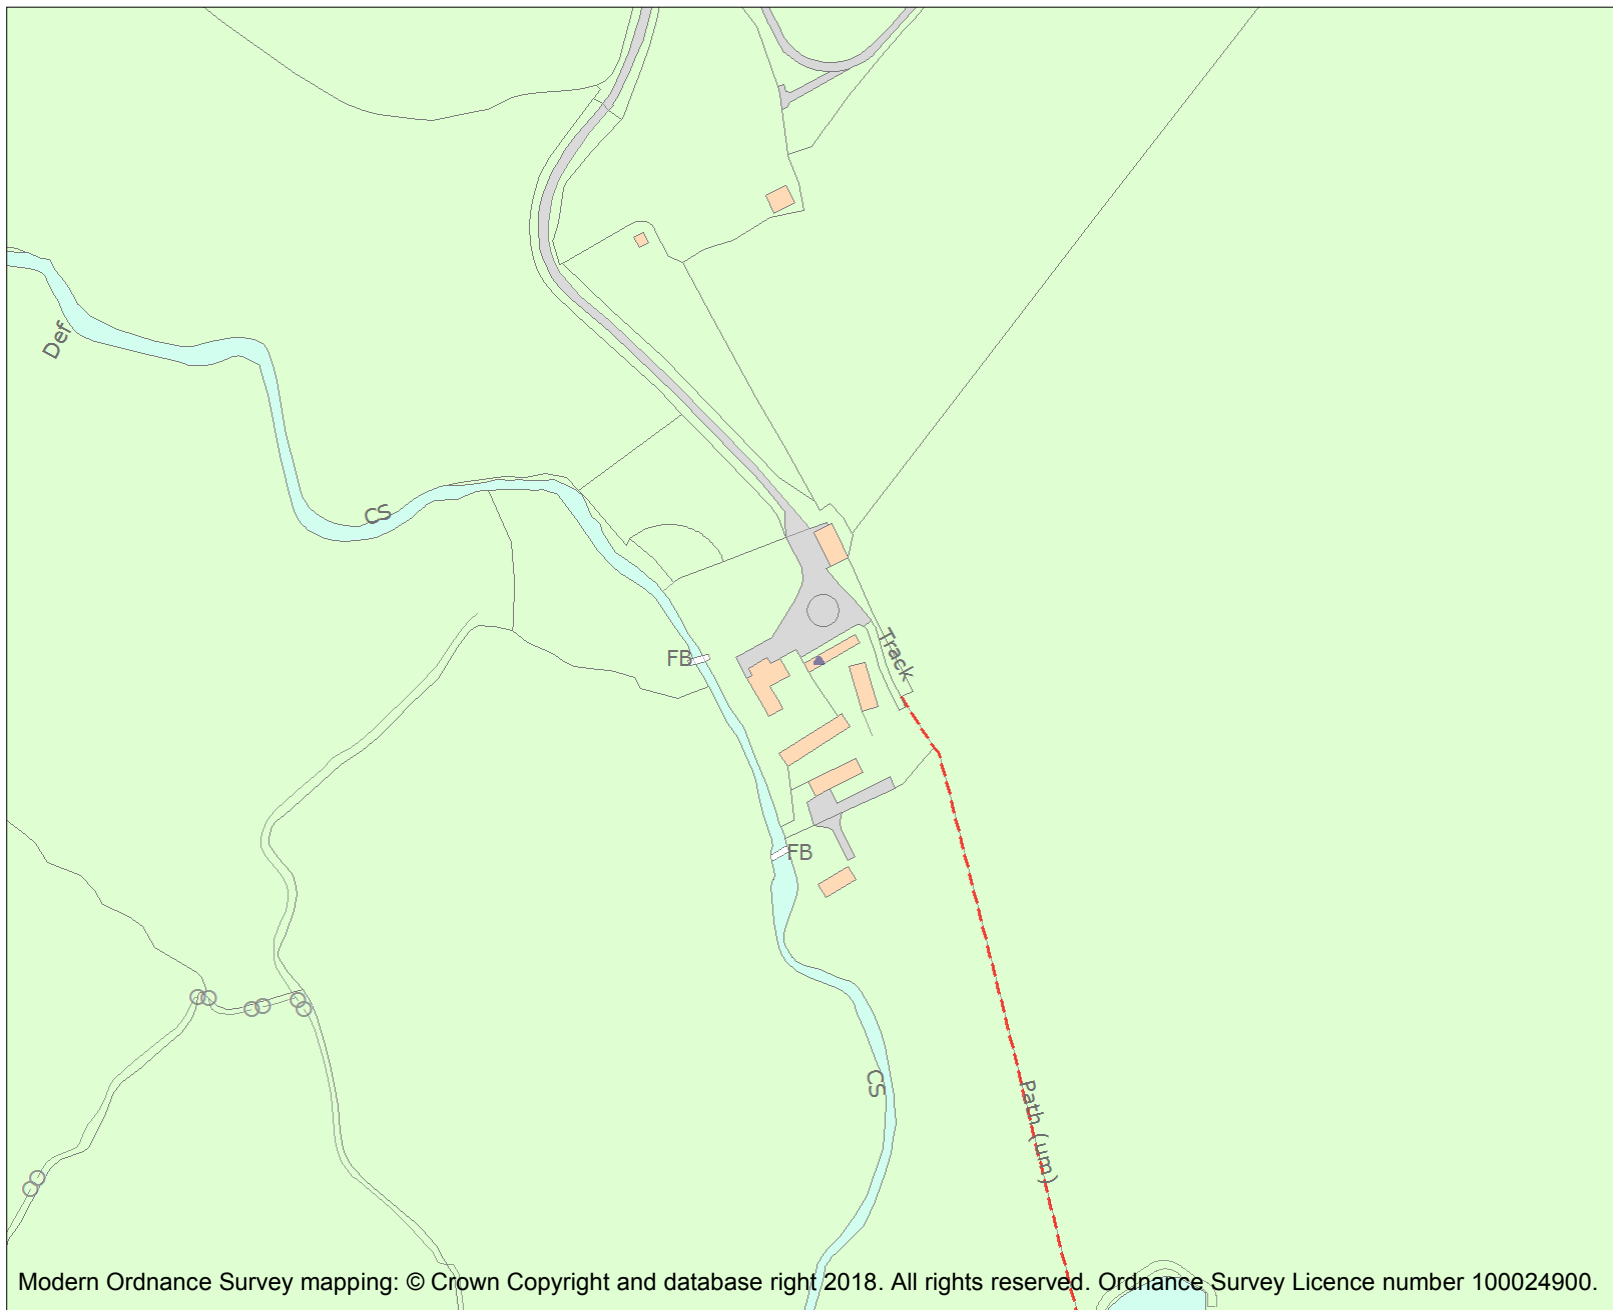 Def
CS
FB
Track
FB
CS
Path (um)
Modern Ordnance Survey mapping: © Crown Copyright and database right 2018. All rights reserved. Ordnance Survey Licence number 100024900.